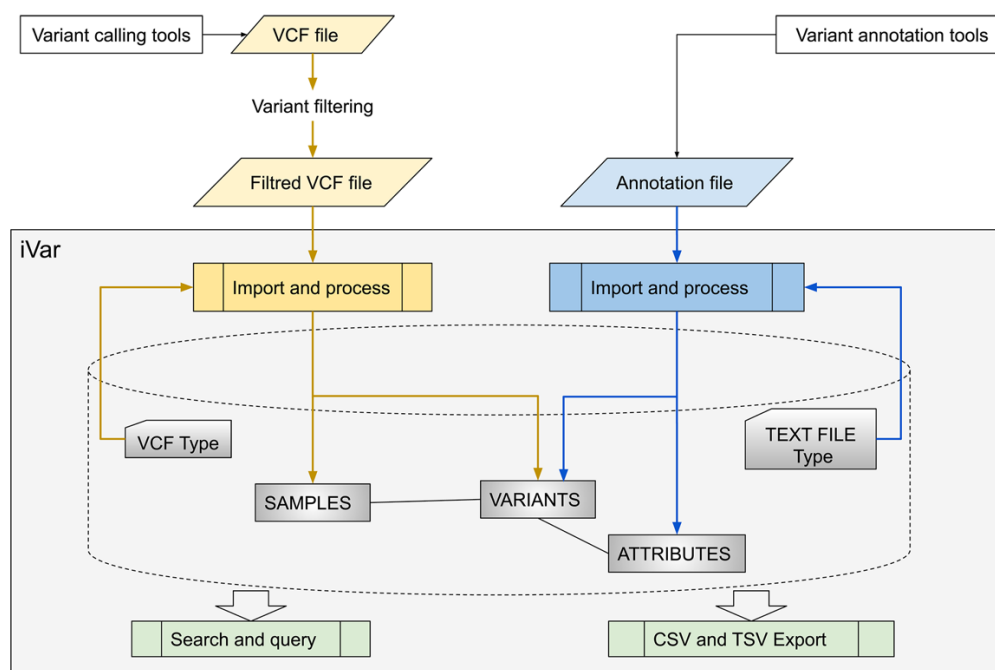 Variant calling tools
VCF file
Variant annotation tools
Variant filtering
Filtred VCF file
Annotation file
iVar
Import and process
Import and process
VCF Type
TEXT FILE
Type
SAMPLES
VARIANTS
ATTRIBUTES
Search and query
CSV and TSV Export